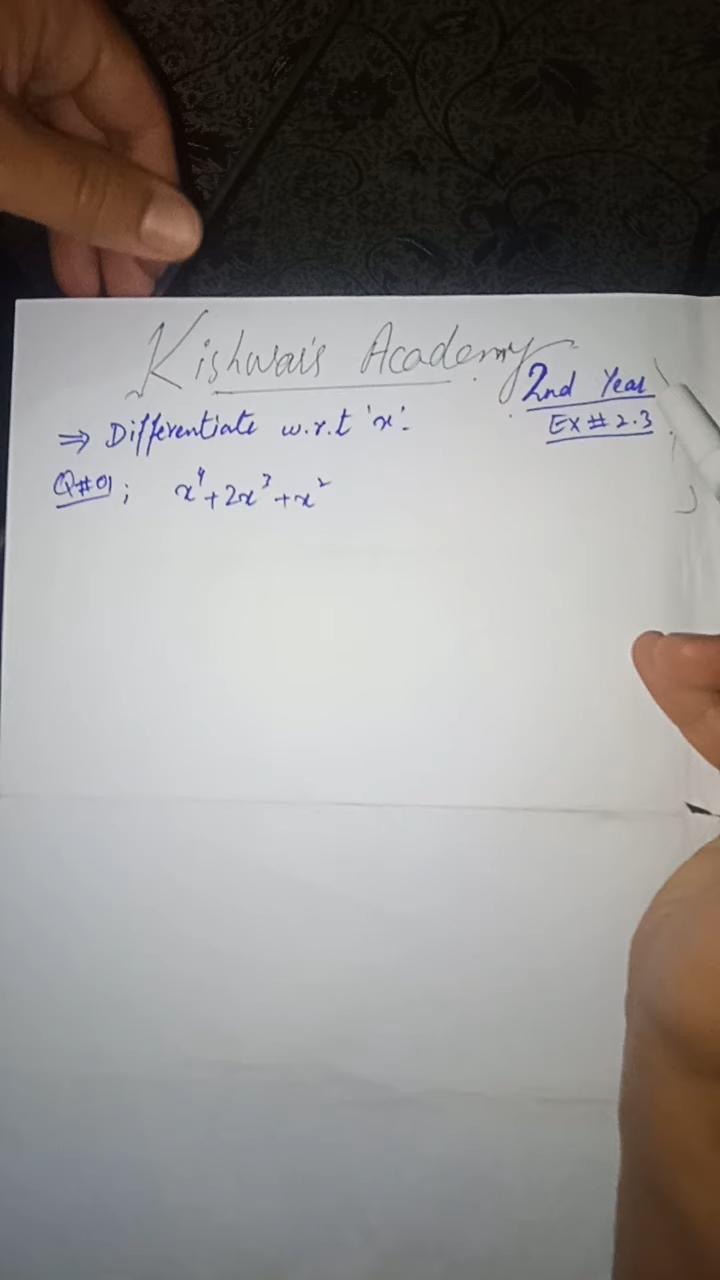 Kishwar's Academy
2nd Year
Ex # 2.3
⇒ Differentiate w.r.t 'x'.
Q#01; x⁴+2x³+x²